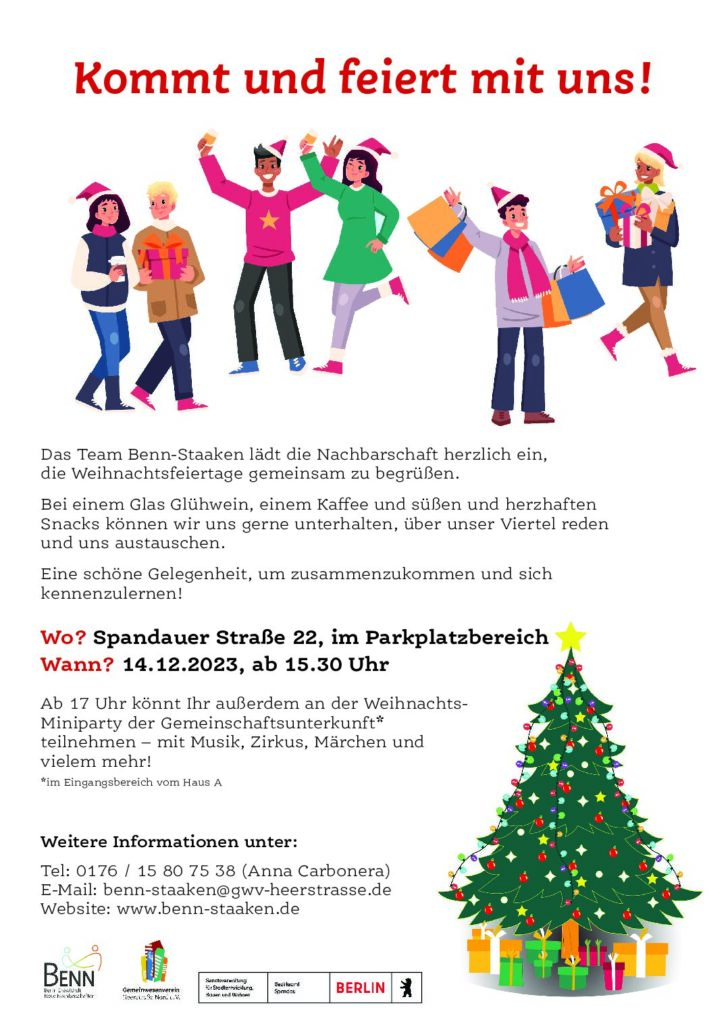 Kommt und feiert mit uns!
Das Team Benn-Staaken lädt die Nachbarschaft herzlich ein,
die Weihnachtsfeiertage gemeinsam zu begrüßen.
Bei einem Glas Glühwein, einem Kaffee und süßen und herzhaften
Snacks können wir uns gerne unterhalten, über unser Viertel reden
und uns austauschen.
Eine schöne Gelegenheit, um zusammenzukommen und sich
kennenzulernen!
Wo? Spandauer Straße 22, im Parkplatzbereich
Wann? 14.12.2023, ab 15.30 Uhr
Ab 17 Uhr könnt Ihr außerdem an der Weihnachts-
Miniparty der Gemeinschaftsunterkunft*
teilnehmen – mit Musik, Zirkus, Märchen und
vielem mehr!
*im Eingangsbereich vom Haus A
Weitere Informationen unter:
Tel: 0176 / 15 80 75 38 (Anna Carbonera)
E-Mail: benn-staaken@gwv-heerstrasse.de
Website: www.benn-staaken.de
BENN
Gemeinwesenverein
Senatsverwaltung
für Stadtentwicklung,
Bauen und Wohnen
Bezirksamt
Spandau
BERLIN